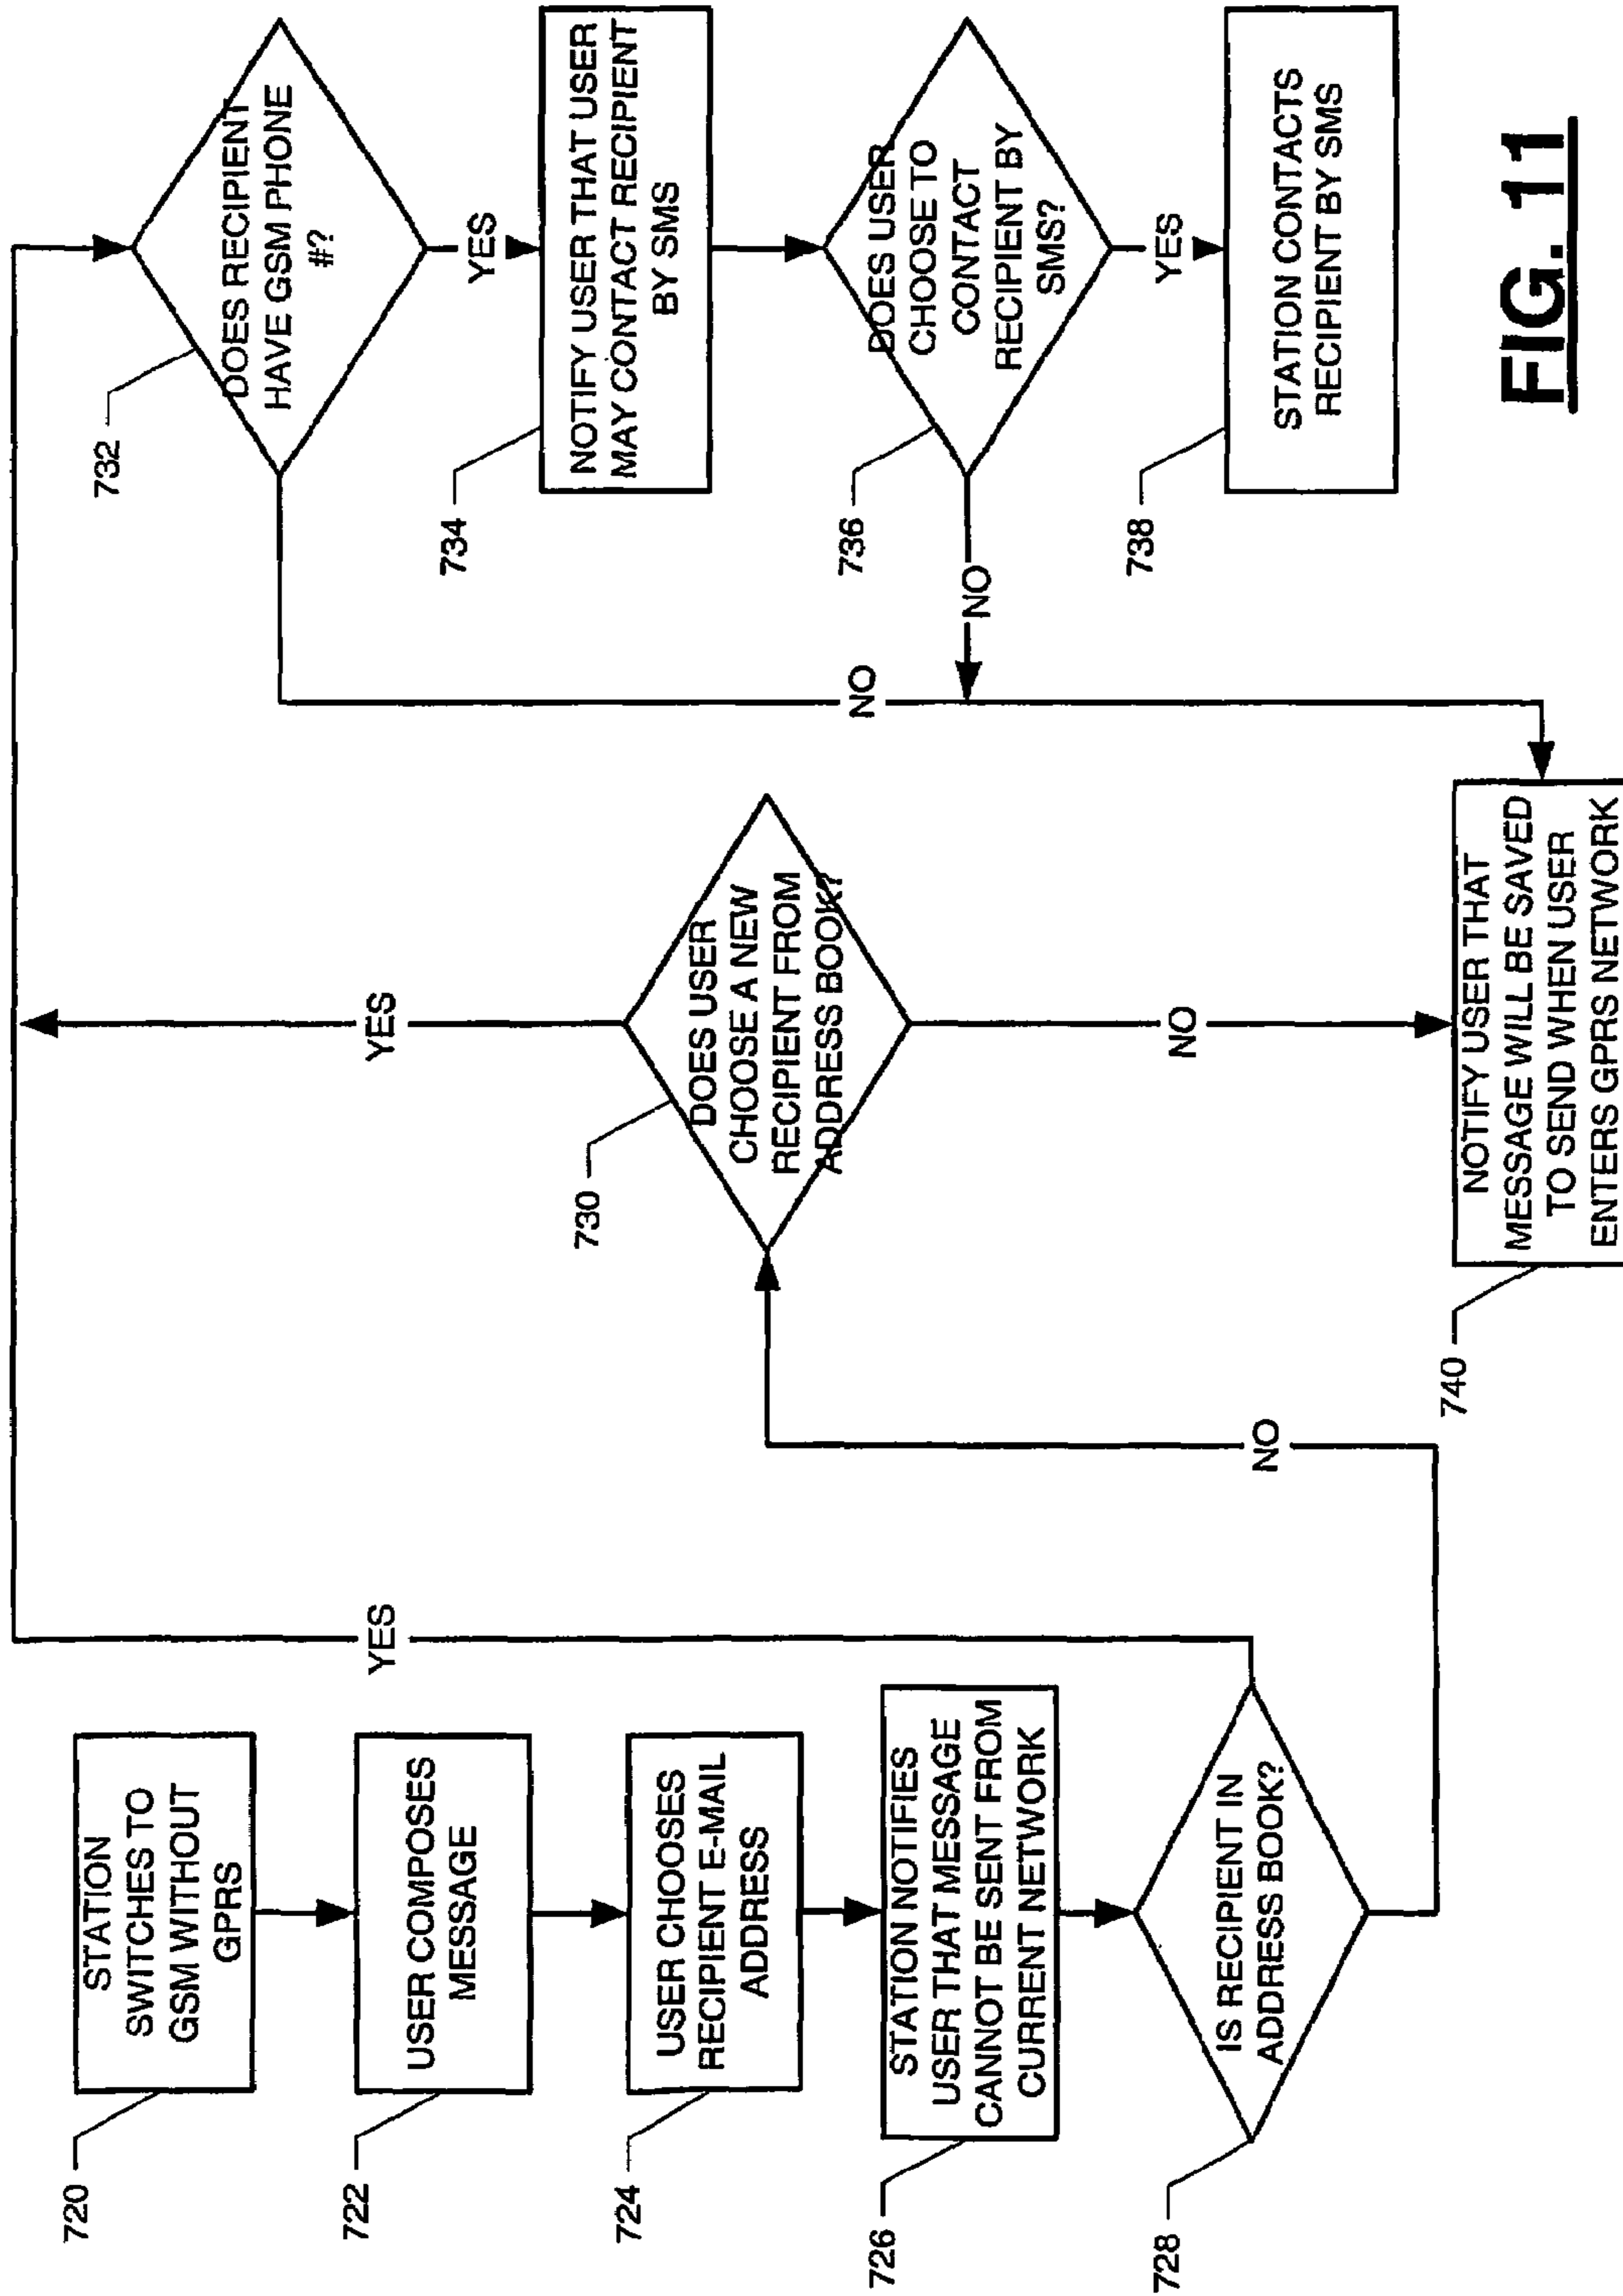 720
STATION
SWITCHES TO
GSM WITHOUT
GPRS
722
USER COMPOSES
MESSAGE
724
USER CHOOSES
RECIPIENT E-MAIL
ADDRESS
726
STATION NOTIFIES
USER THAT MESSAGE
CANNOT BE SENT FROM
CURRENT NETWORK
728
IS RECIPIENT IN
ADDRESS BOOK?
YES
NO
730
DOES USER
CHOOSE A NEW
RECIPIENT FROM
ADDRESS BOOK?
YES
NO
740
NOTIFY USER THAT
MESSAGE WILL BE SAVED
TO SEND WHEN USER
ENTERS GPRS NETWORK
732
DOES RECIPIENT
HAVE GSM PHONE
#?
NO
YES
734
NOTIFY USER THAT USER
MAY CONTACT RECIPIENT
BY SMS
736
DOES USER
CHOOSE TO
CONTACT
RECIPIENT BY
SMS?
NO
YES
738
STATION CONTACTS
RECIPIENT BY SMS
FIG. 11